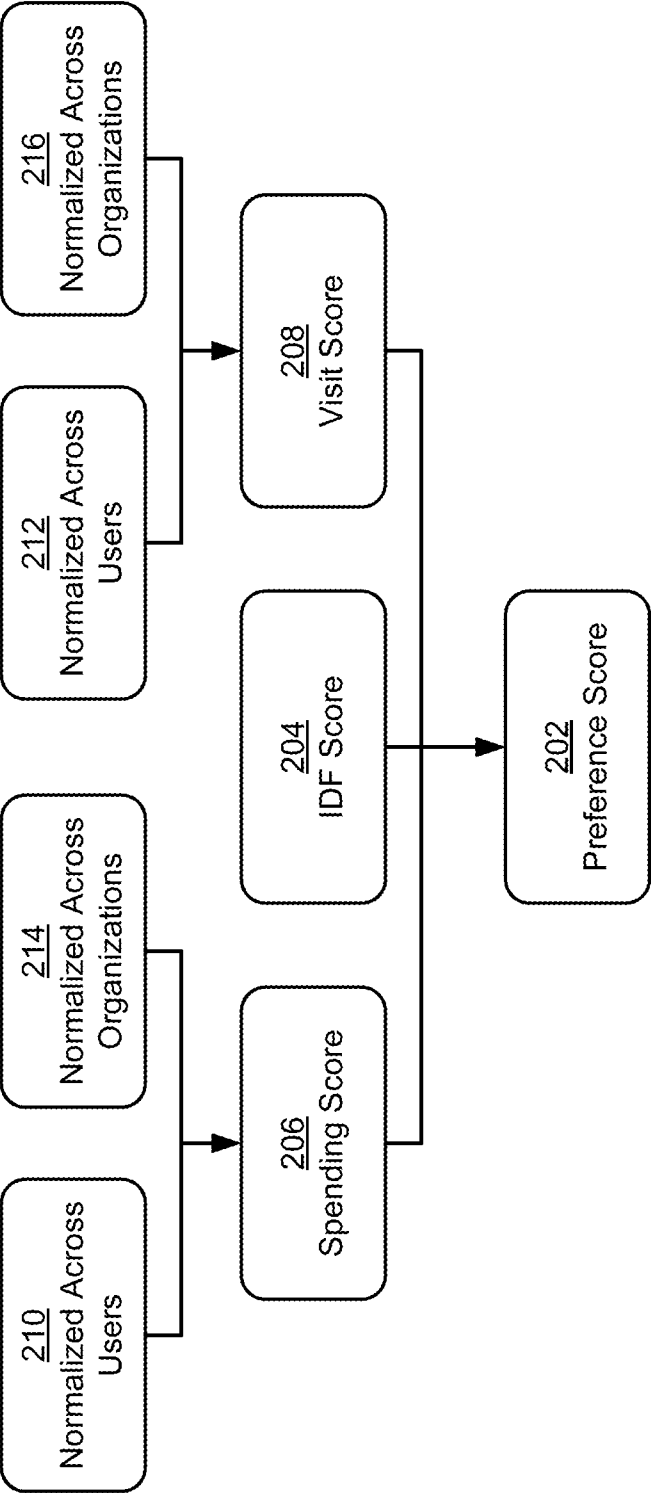 210
Normalized Across
Users
214
Normalized Across
Organizations
212
Normalized Across
Users
216
Normalized Across
Organizations
206
Spending Score
204
IDF Score
208
Visit Score
202
Preference Score